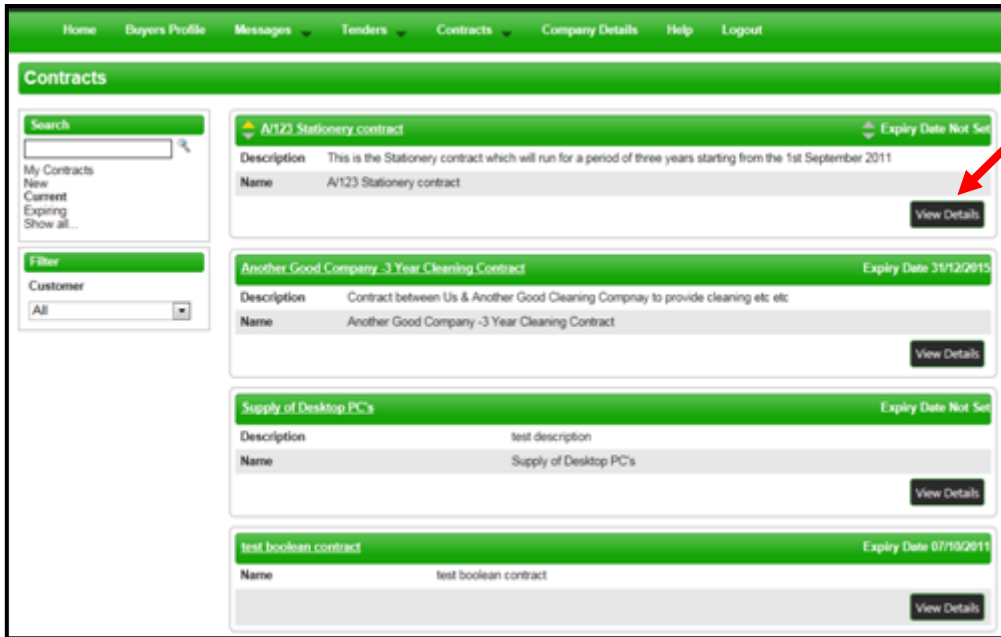 Home Buyers Profile Messages Tenders Contracts Company Details Help Logout
Contracts
Search
My Contracts
New
Current
Expiring
Show all...
Filter
Customer
All
A/123 Stationery contract Expiry Date Not Set
Description This is the Stationery contract which will run for a period of three years starting from the 1st September 2011
Name A/123 Stationery contract
View Details
Another Good Company -3 Year Cleaning Contract Expiry Date 31/12/2015
Description Contract between Us & Another Good Cleaning Compnay to provide cleaning etc etc
Name Another Good Company -3 Year Cleaning Contract
View Details
Supply of Desktop PC's Expiry Date Not Set
Description test description
Name Supply of Desktop PC's
View Details
test boolean contract Expiry Date 07/10/2011
Name test boolean contract
View Details